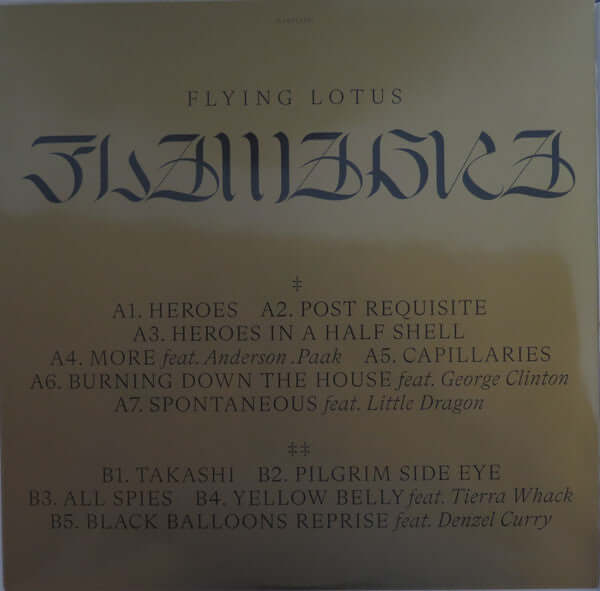 FLYING LOTUS
FLAMAGRA
‡
A1. HEROES A2. POST REQUISITE
A3. HEROES IN A HALF SHELL
A4. MORE feat. Anderson .Paak A5. CAPILLARIES
A6. BURNING DOWN THE HOUSE feat. George Clinton
A7. SPONTANEOUS feat. Little Dragon
‡‡
B1. TAKASHI B2. PILGRIM SIDE EYE
B3. ALL SPIES B4. YELLOW BELLY feat. Tierra Whack
B5. BLACK BALLOONS REPRISE feat. Denzel Curry